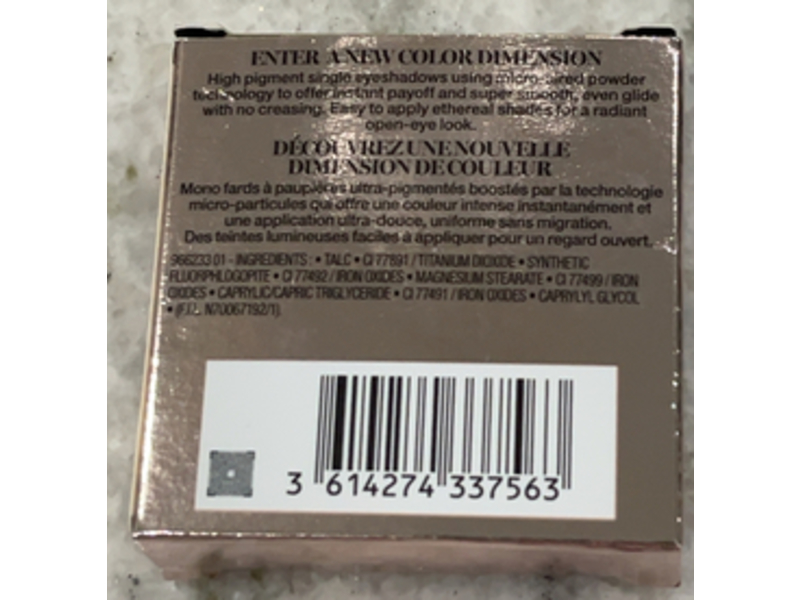 ENTER A NEW COLOR DIMENSION
High pigment single eyeshadows using micro-sized powder
technology to offer instant payoff and super smooth, even glide
with no creasing. Easy to apply ethereal shades for a radiant
open-eye look.
DÉCOUVREZ UNE NOUVELLE
DIMENSION DE COULEUR
Mono fards à paupières ultra-pigmentés boostés par la technologie
micro-particules qui offre une couleur intense instantanément et
une application ultra-douce, uniforme sans migration.
Des teintes lumineuses faciles à appliquer pour un regard ouvert.
966233 01 - INGREDIENTS : • TALC • CI 77891 / TITANIUM DIOXIDE • SYNTHETIC
FLUORPHLOGOPITE • CI 77492 / IRON OXIDES • MAGNESIUM STEARATE • CI 77499 / IRON
OXIDES • CAPRYLIC/CAPRIC TRIGLYCERIDE • CI 77491 / IRON OXIDES • CAPRYLYL GLYCOL
• (F.I.L. N70067192/1).
3 614274 337563